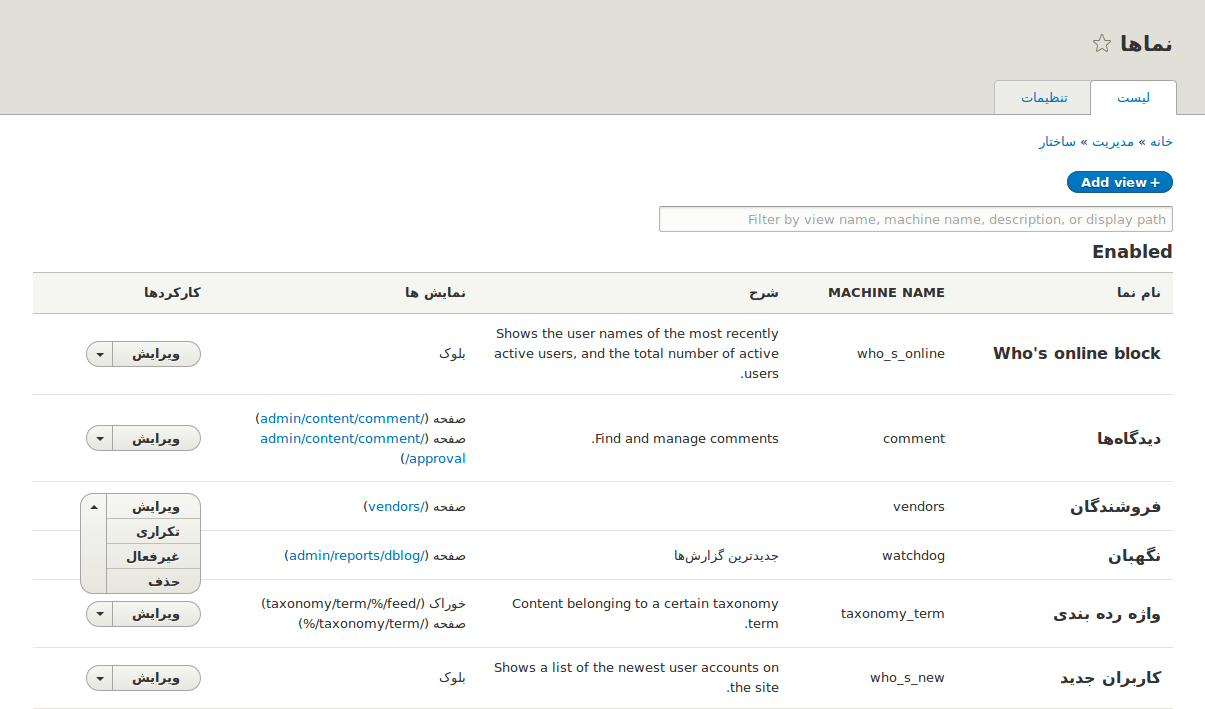 نماها
لیست
تنظیمات
خانه » مدیریت » ساختار
+ Add view
Filter by view name, machine name, description, or display path
Enabled
نام نما
MACHINE NAME
شرح
نمایش ها
کارکردها
Who's online block
who_s_online
Shows the user names of the most recently
active users, and the total number of active
.users
بلوک
ویرایش
دیدگاه‌ها
comment
.Find and manage comments
صفحه (/admin/content/comment)
صفحه (/admin/content/comment
/approval)
ویرایش
فروشندگان
vendors
صفحه (/vendors)
ویرایش
تکراری
غیرفعال
حذف
نگهبان
watchdog
جدیدترین گزارش‌ها
صفحه (/admin/reports/dblog)
واژه رده بندی
taxonomy_term
Content belonging to a certain taxonomy
.term
خوراک (/taxonomy/term/%/feed)
صفحه (/taxonomy/term/%)
ویرایش
کاربران جدید
who_s_new
Shows a list of the newest user accounts on
.the site
بلوک
ویرایش